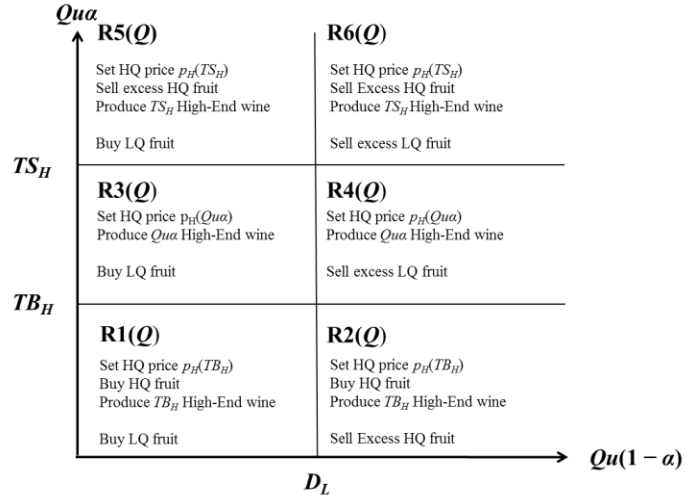 Quα
R5(Q)
Set HQ price pH(TSH)
Sell excess HQ fruit
Produce TSH High-End wine
Buy LQ fruit
R6(Q)
Set HQ price pH(TSH)
Sell Excess HQ fruit
Produce TSH High-End wine
Sell excess LQ fruit
TSH
R3(Q)
Set HQ price pH(Quα)
Produce Quα High-End wine
Buy LQ fruit
R4(Q)
Set HQ price pH(Quα)
Produce Quα High-End wine
Sell excess LQ fruit
TBH
R1(Q)
Set HQ price pH(TBH)
Buy HQ fruit
Produce TBH High-End wine
Buy LQ fruit
R2(Q)
Set HQ price pH(TBH)
Buy HQ fruit
Produce TBH High-End wine
Sell Excess HQ fruit
Qu(1 − α)
DL